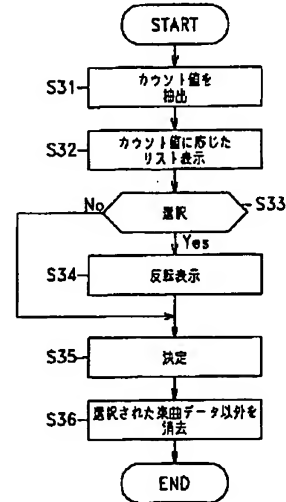 START
S31
カウント値を
抽出
S32
カウント値に応じた
リスト表示
S33
選択
No
Yes
S34
反転表示
S35
決定
S36
選択された楽曲データ以外を
消去
END